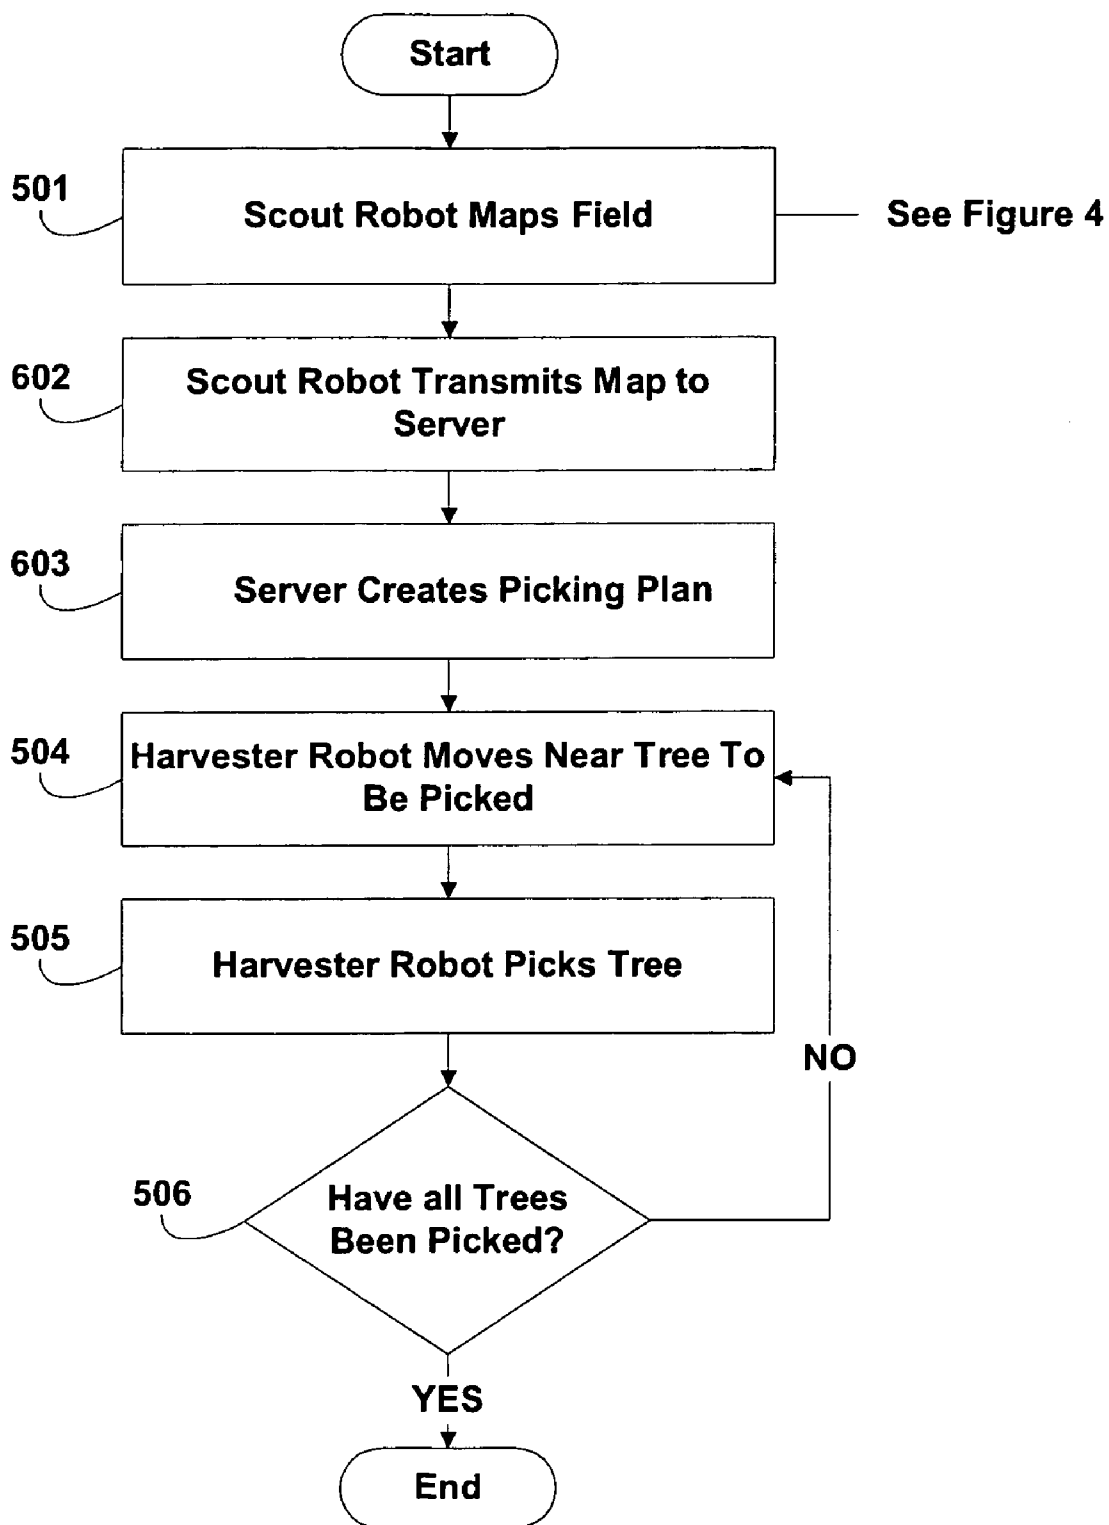 Start
501
Scout Robot Maps Field
See Figure 4
602
Scout Robot Transmits Map to
Server
603
Server Creates Picking Plan
504
Harvester Robot Moves Near Tree To
Be Picked
505
Harvester Robot Picks Tree
NO
506
Have all Trees
Been Picked?
YES
End